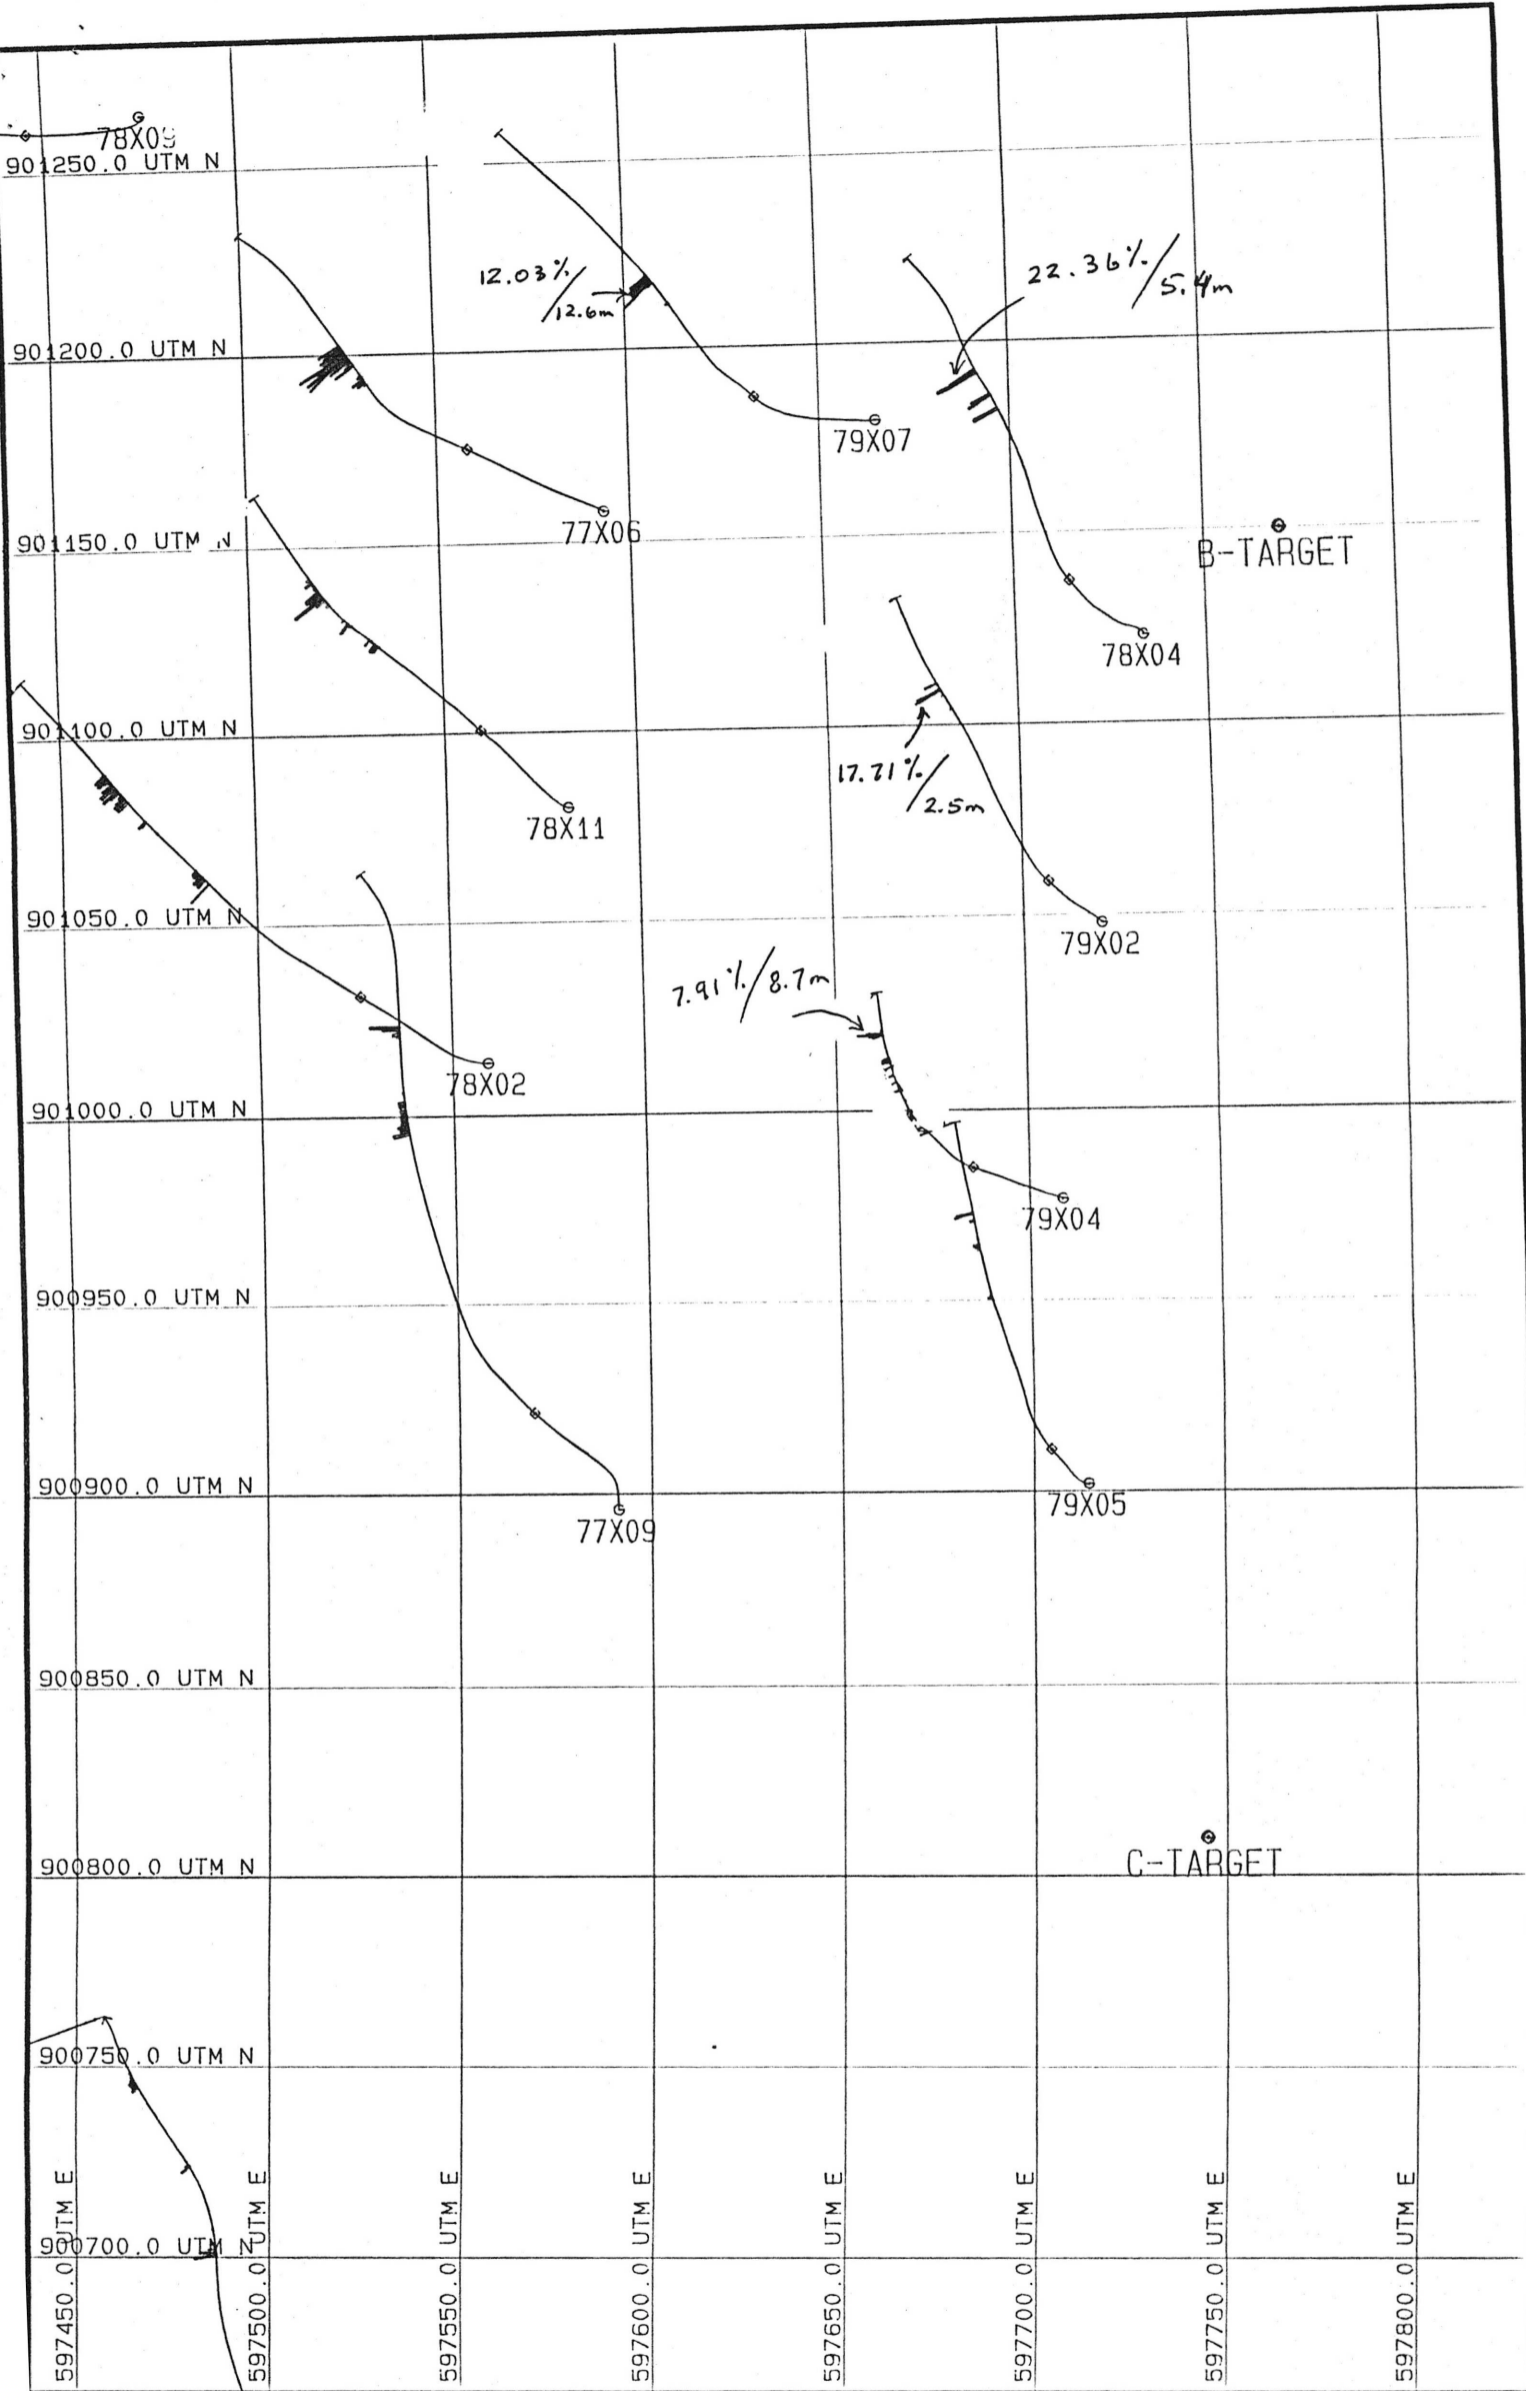 78X09
901250.0 UTM N
12.03%/12.6m
22.36%/5.4m
901200.0 UTM N
79X07
77X06
901150.0 UTM N
B-TARGET
78X04
901100.0 UTM N
17.71%/2.5m
78X11
901050.0 UTM N
79X02
7.91%/8.7m
78X02
901000.0 UTM N
79X04
900950.0 UTM N
900900.0 UTM N
79X05
77X09
900850.0 UTM N
C-TARGET
900800.0 UTM N
900750.0 UTM N
900700.0 UTM N
597450.0 UTM E
597500.0 UTM E
597550.0 UTM E
597600.0 UTM E
597650.0 UTM E
597700.0 UTM E
597750.0 UTM E
597800.0 UTM E